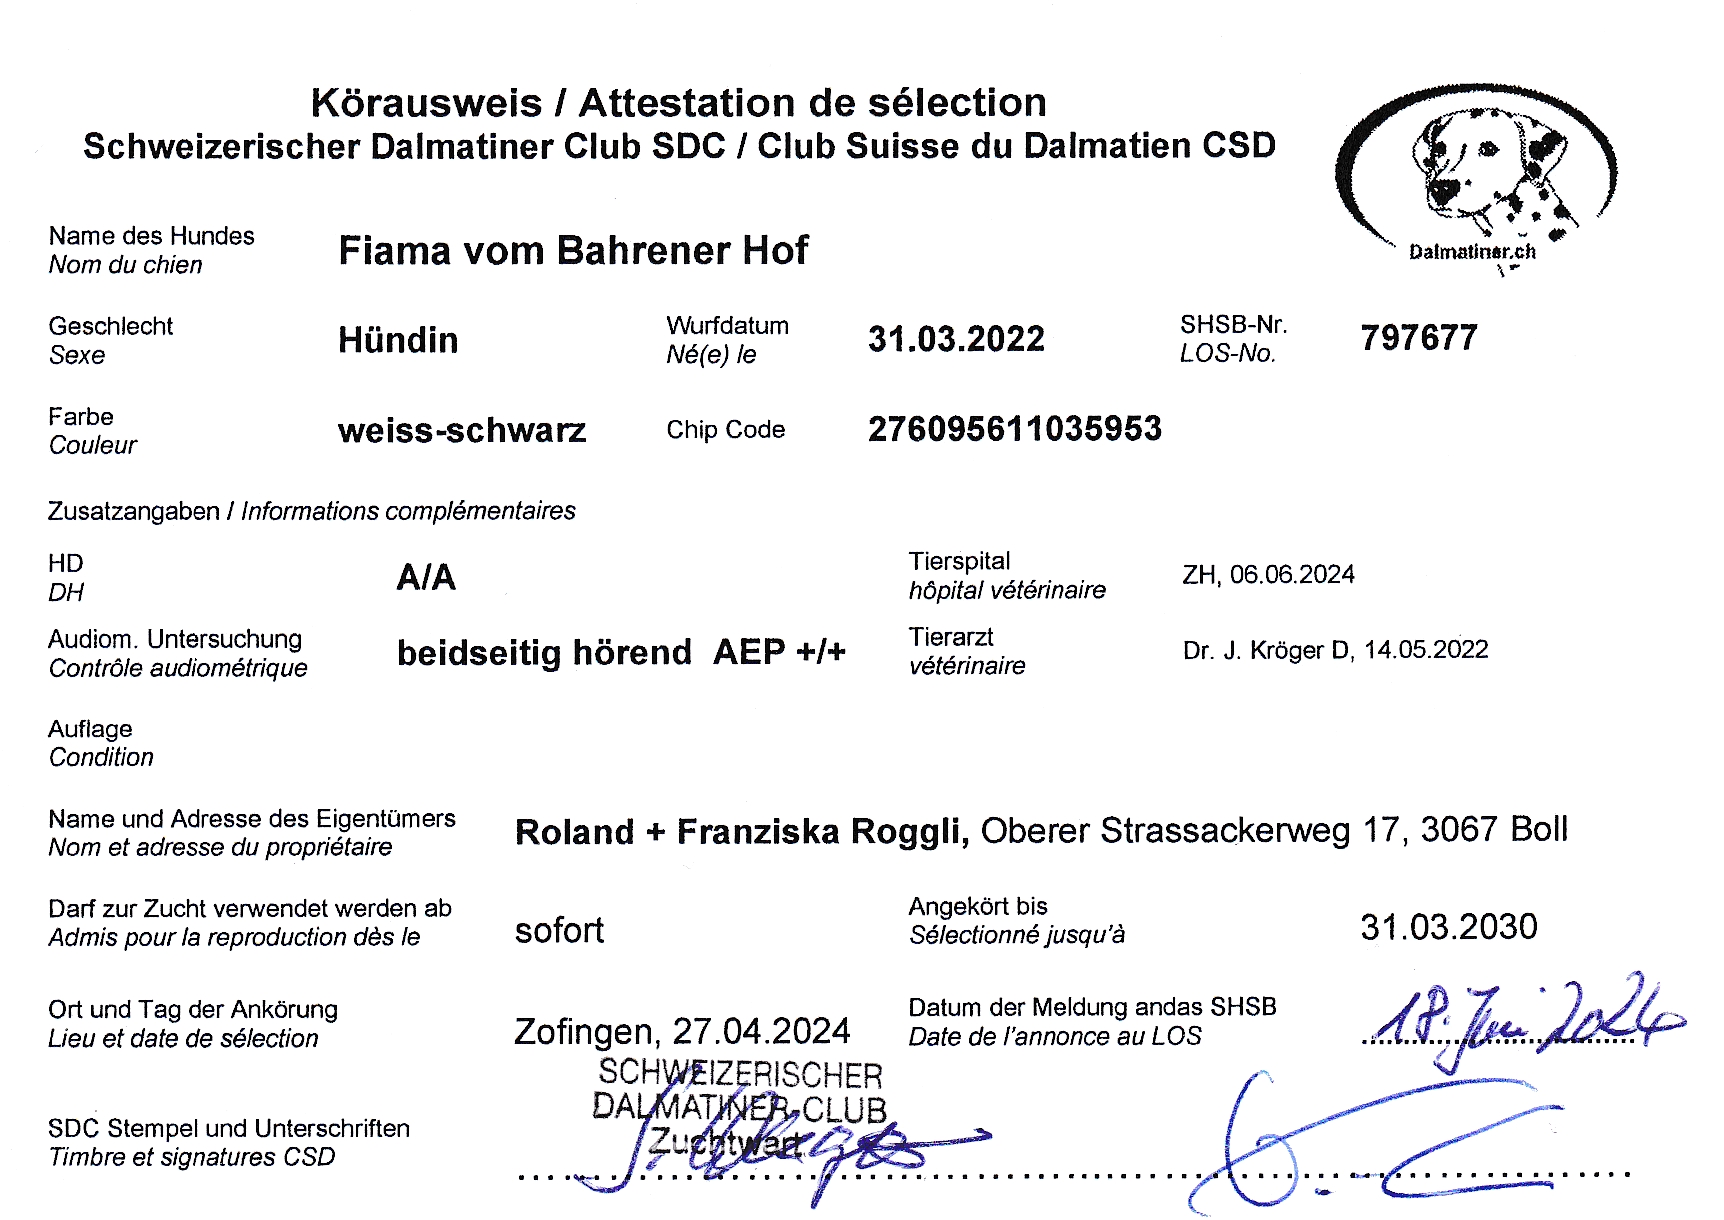 Körausweis / Attestation de sélection
Schweizerischer Dalmatiner Club SDC / Club Suisse du Dalmatien CSD
Dalmatiner.ch
Name des Hundes
Nom du chien
Fiama vom Bahrener Hof
Geschlecht
Sexe
Hündin
Wurfdatum
Né(e) le
31.03.2022
SHSB-Nr.
LOS-No.
797677
Farbe
Couleur
weiss-schwarz
Chip Code
276095611035953
Zusatzangaben / Informations complémentaires
HD
DH
A/A
Tierspital
hôpital vétérinaire
ZH, 06.06.2024
Audiom. Untersuchung
Contrôle audiométrique
beidseitig hörend AEP +/+
Tierarzt
vétérinaire
Dr. J. Kröger D, 14.05.2022
Auflage
Condition
Name und Adresse des Eigentümers
Nom et adresse du propriétaire
Roland + Franziska Roggli, Oberer Strassackerweg 17, 3067 Boll
Darf zur Zucht verwendet werden ab
Admis pour la reproduction dès le
sofort
Angekört bis
Sélectionné jusqu'à
31.03.2030
Ort und Tag der Ankörung
Lieu et date de sélection
Zofingen, 27.04.2024
Datum der Meldung andas SHSB
Date de l'annonce au LOS
18. Juni 2024
SCHWEIZERISCHER
DALMATINER-CLUB
Zuchtwart
SDC Stempel und Unterschriften
Timbre et signatures CSD